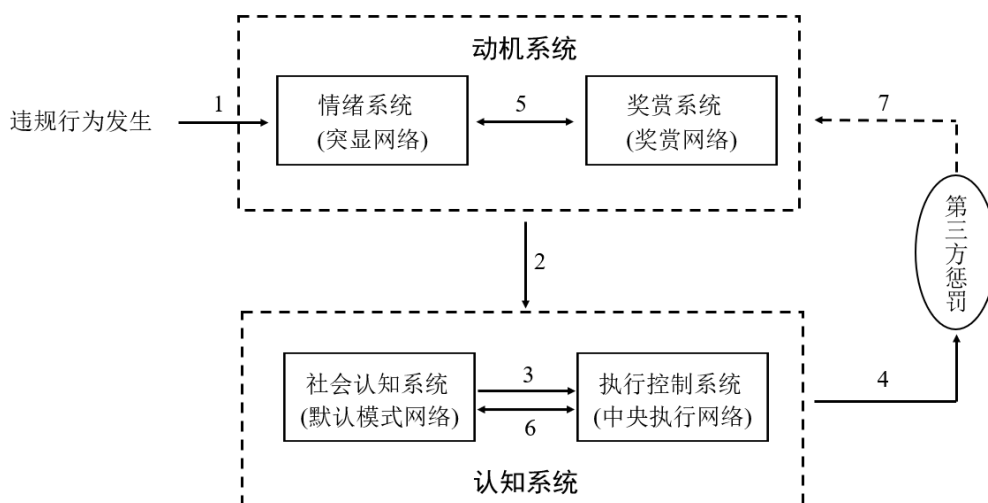 动机系统
违规行为发生
1
情绪系统
(突显网络)
5
奖赏系统
(奖赏网络)
7
2
第三方惩罚
社会认知系统
(默认模式网络)
3
6
执行控制系统
(中央执行网络)
4
认知系统